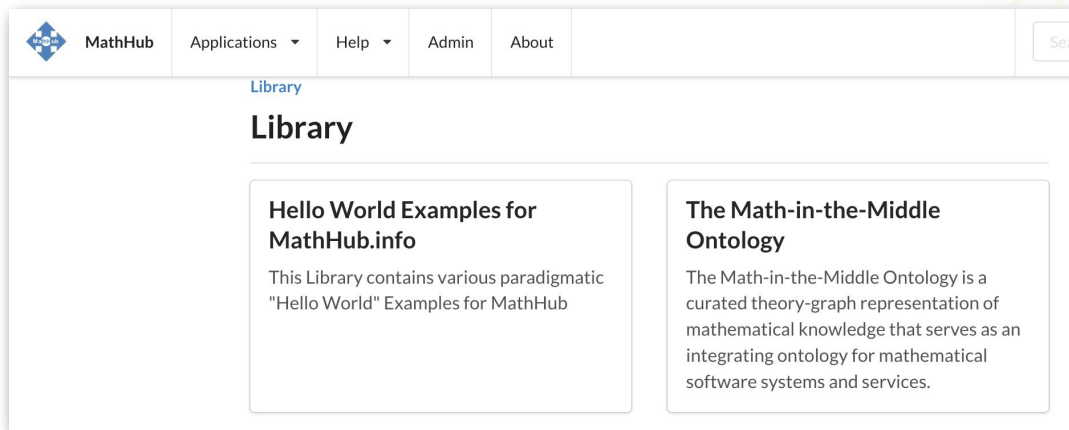 MathHub Applications Help Admin About
Library
Library
Hello World Examples for
MathHub.info
This Library contains various paradigmatic
"Hello World" Examples for MathHub
The Math-in-the-Middle
Ontology
The Math-in-the-Middle Ontology is a
curated theory-graph representation of
mathematical knowledge that serves as an
integrating ontology for mathematical
software systems and services.